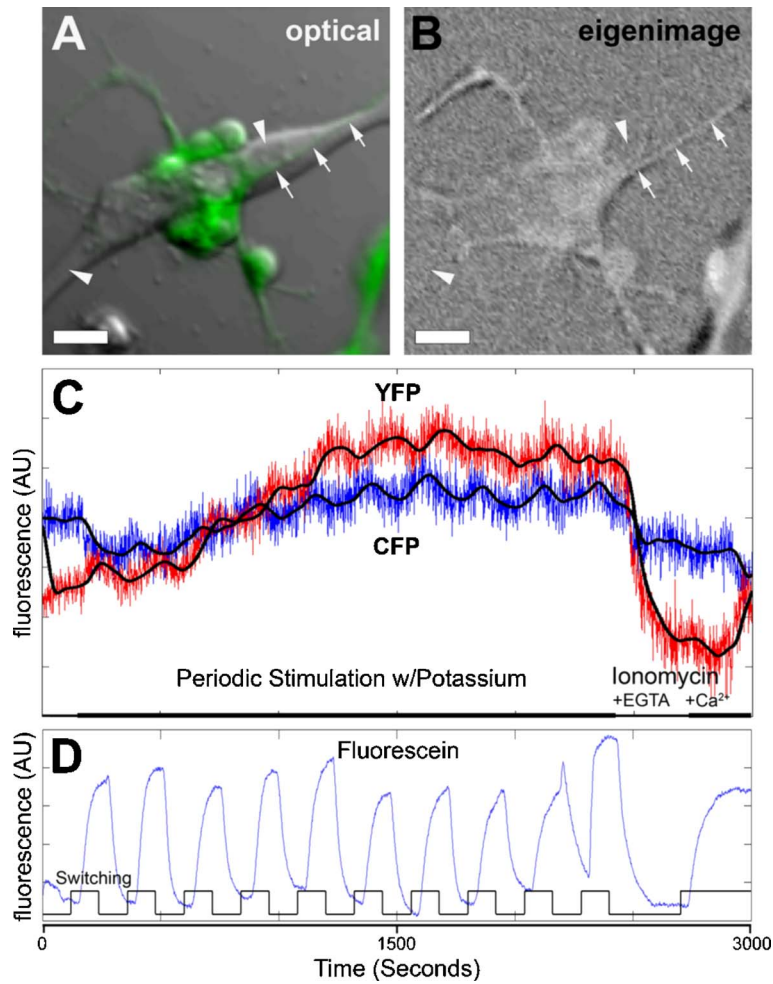 A
optical
B
eigenimage
C
YFP
CFP
fluorescence (AU)
Periodic Stimulation w/Potassium
Ionomycin
+EGTA
+Ca²⁺
D
Fluorescein
fluorescence (AU)
Switching
0
1500
3000
Time (Seconds)